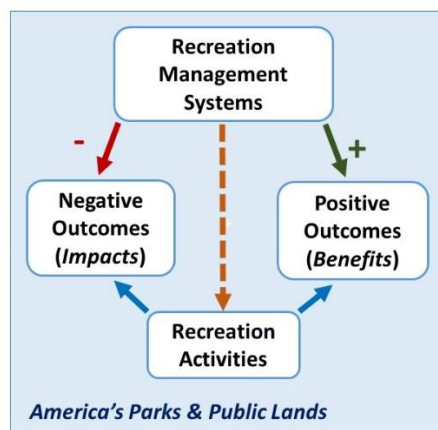 Recreation
Management
Systems
-
+
Negative
Outcomes
(Impacts)
Positive
Outcomes
(Benefits)
Recreation
Activities
America's Parks & Public Lands